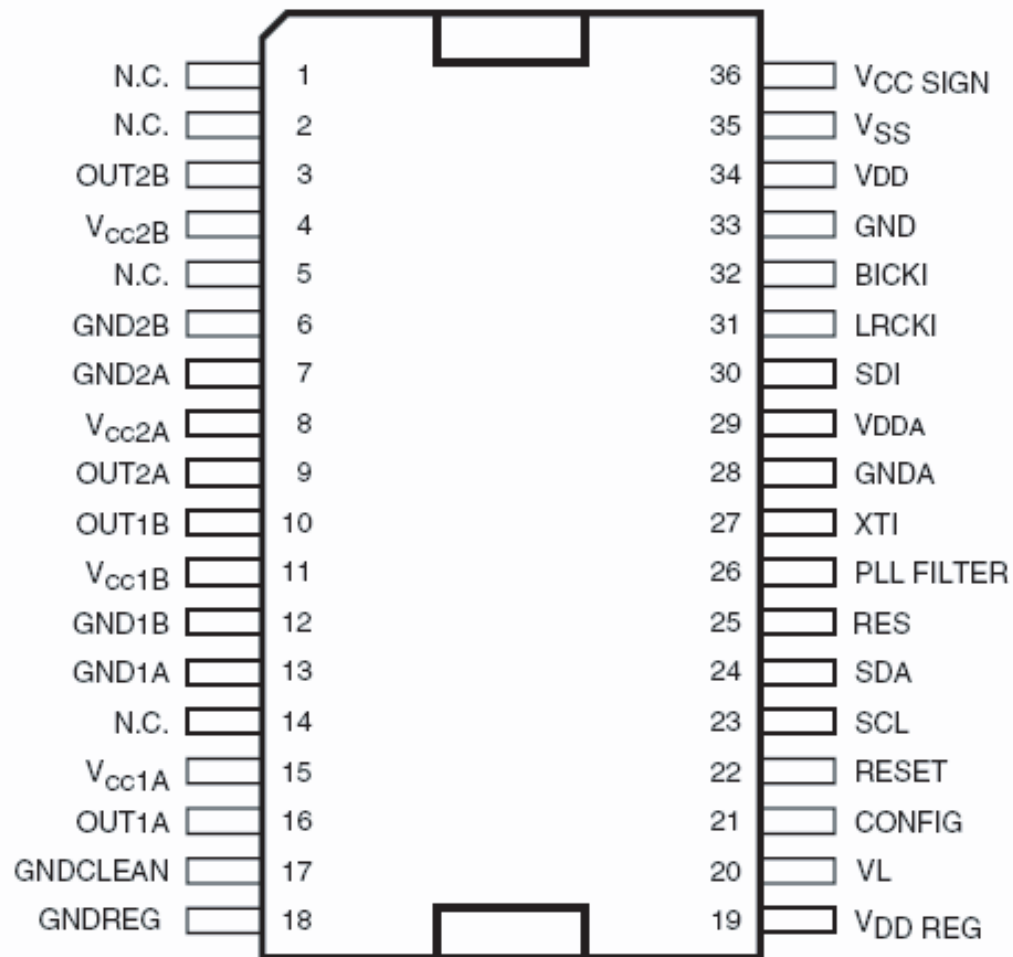 N.C. 1 36 VCC SIGN
N.C. 2 35 VSS
OUT2B 3 34 VDD
Vcc2B 4 33 GND
N.C. 5 32 BICKI
GND2B 6 31 LRCKI
GND2A 7 30 SDI
Vcc2A 8 29 VDDA
OUT2A 9 28 GNDA
OUT1B 10 27 XTI
Vcc1B 11 26 PLL FILTER
GND1B 12 25 RES
GND1A 13 24 SDA
N.C. 14 23 SCL
Vcc1A 15 22 RESET
OUT1A 16 21 CONFIG
GNDCLEAN 17 20 VL
GNDREG 18 19 VDD REG